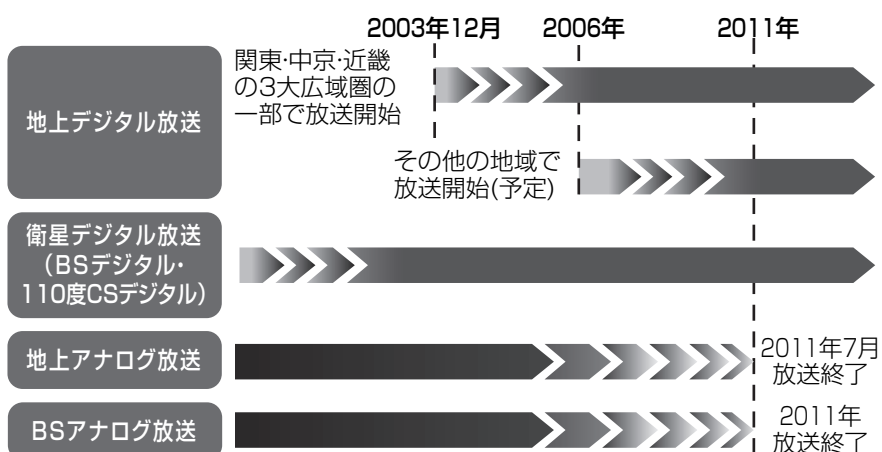 2003年12月 2006年 2011年
地上デジタル放送
関東・中京・近畿
の3大広域圏の
一部で放送開始
その他の地域で
放送開始(予定)
衛星デジタル放送
(BSデジタル・
110度CSデジタル)
地上アナログ放送
2011年7月
放送終了
BSアナログ放送
2011年
放送終了